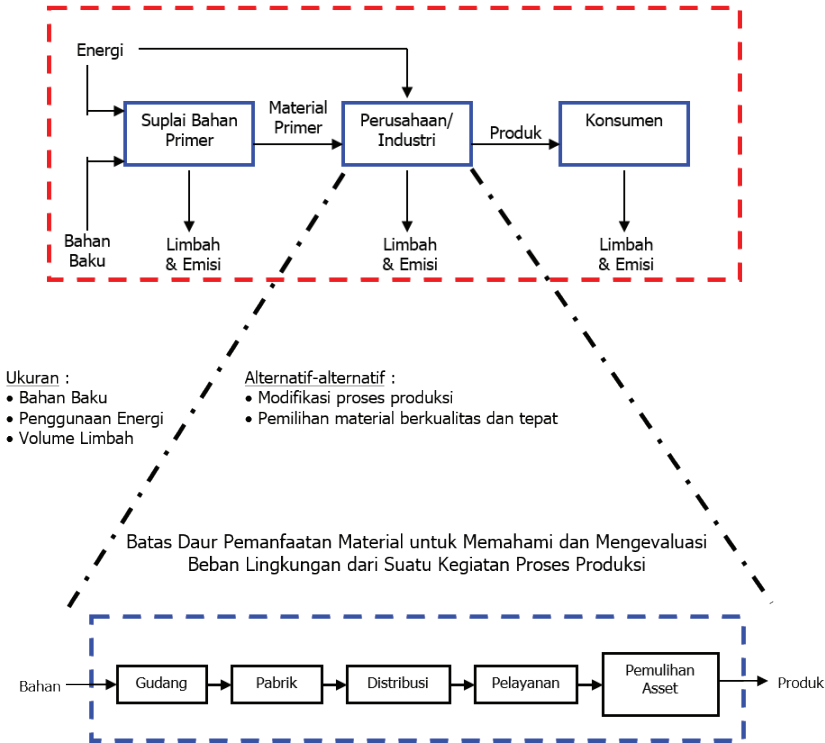 Energi
Suplai Bahan
Primer
Material
Primer
Perusahaan/
Industri
Produk
Konsumen
Bahan
Baku
Limbah
& Emisi
Limbah
& Emisi
Limbah
& Emisi
Ukuran :
• Bahan Baku
• Penggunaan Energi
• Volume Limbah
Alternatif-alternatif :
• Modifikasi proses produksi
• Pemilihan material berkualitas dan tepat
Batas Daur Pemanfaatan Material untuk Memahami dan Mengevaluasi
Beban Lingkungan dari Suatu Kegiatan Proses Produksi
Bahan
Gudang
Pabrik
Distribusi
Pelayanan
Pemulihan
Asset
Produk